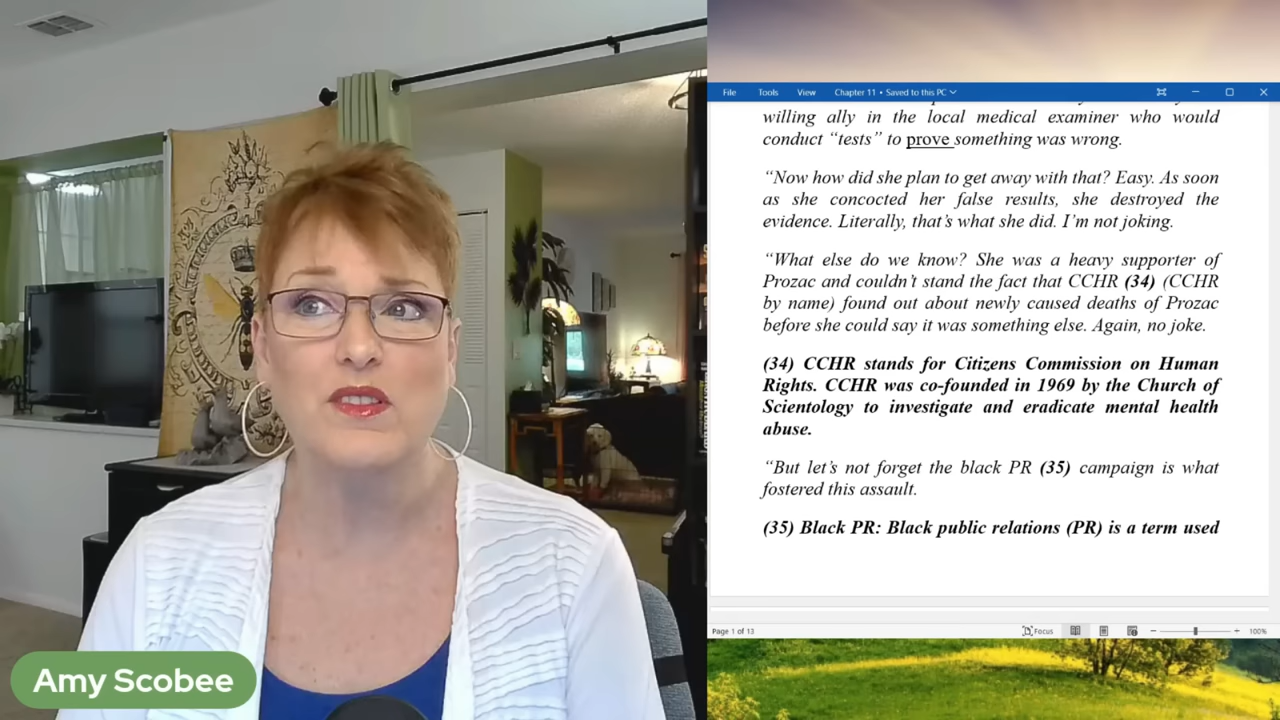 File Tools View Chapter 11 • Saved to this PC
willing ally in the local medical examiner who would
conduct “tests” to prove something was wrong.
“Now how did she plan to get away with that? Easy. As soon
as she concocted her false results, she destroyed the
evidence. Literally, that’s what she did. I’m not joking.
“What else do we know? She was a heavy supporter of
Prozac and couldn’t stand the fact that CCHR (34) (CCHR
by name) found out about newly caused deaths of Prozac
before she could say it was something else. Again, no joke.
(34) CCHR stands for Citizens Commission on Human
Rights. CCHR was co-founded in 1969 by the Church of
Scientology to investigate and eradicate mental health
abuse.
“But let’s not forget the black PR (35) campaign is what
fostered this assault.
(35) Black PR: Black public relations (PR) is a term used
Page 1 of 13 Focus 100%
Amy Scobee